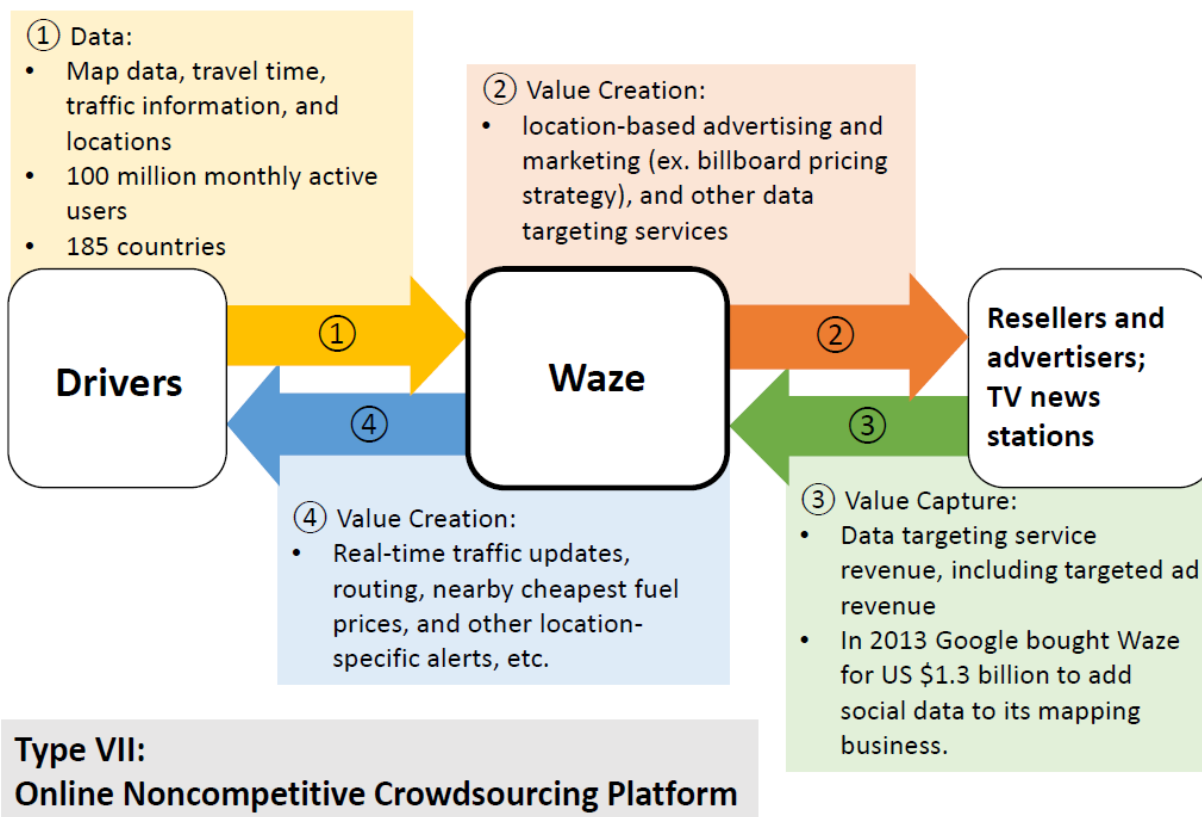 ① Data:
• Map data, travel time,
traffic information, and
locations
• 100 million monthly active
users
• 185 countries
② Value Creation:
• location-based advertising and
marketing (ex. billboard pricing
strategy), and other data
targeting services
Drivers
①
④
Waze
②
③
Resellers and
advertisers;
TV news
stations
④ Value Creation:
• Real-time traffic updates,
routing, nearby cheapest fuel
prices, and other location-
specific alerts, etc.
③ Value Capture:
• Data targeting service
revenue, including targeted ad
revenue
• In 2013 Google bought Waze
for US $1.3 billion to add
social data to its mapping
business.
Type VII:
Online Noncompetitive Crowdsourcing Platform